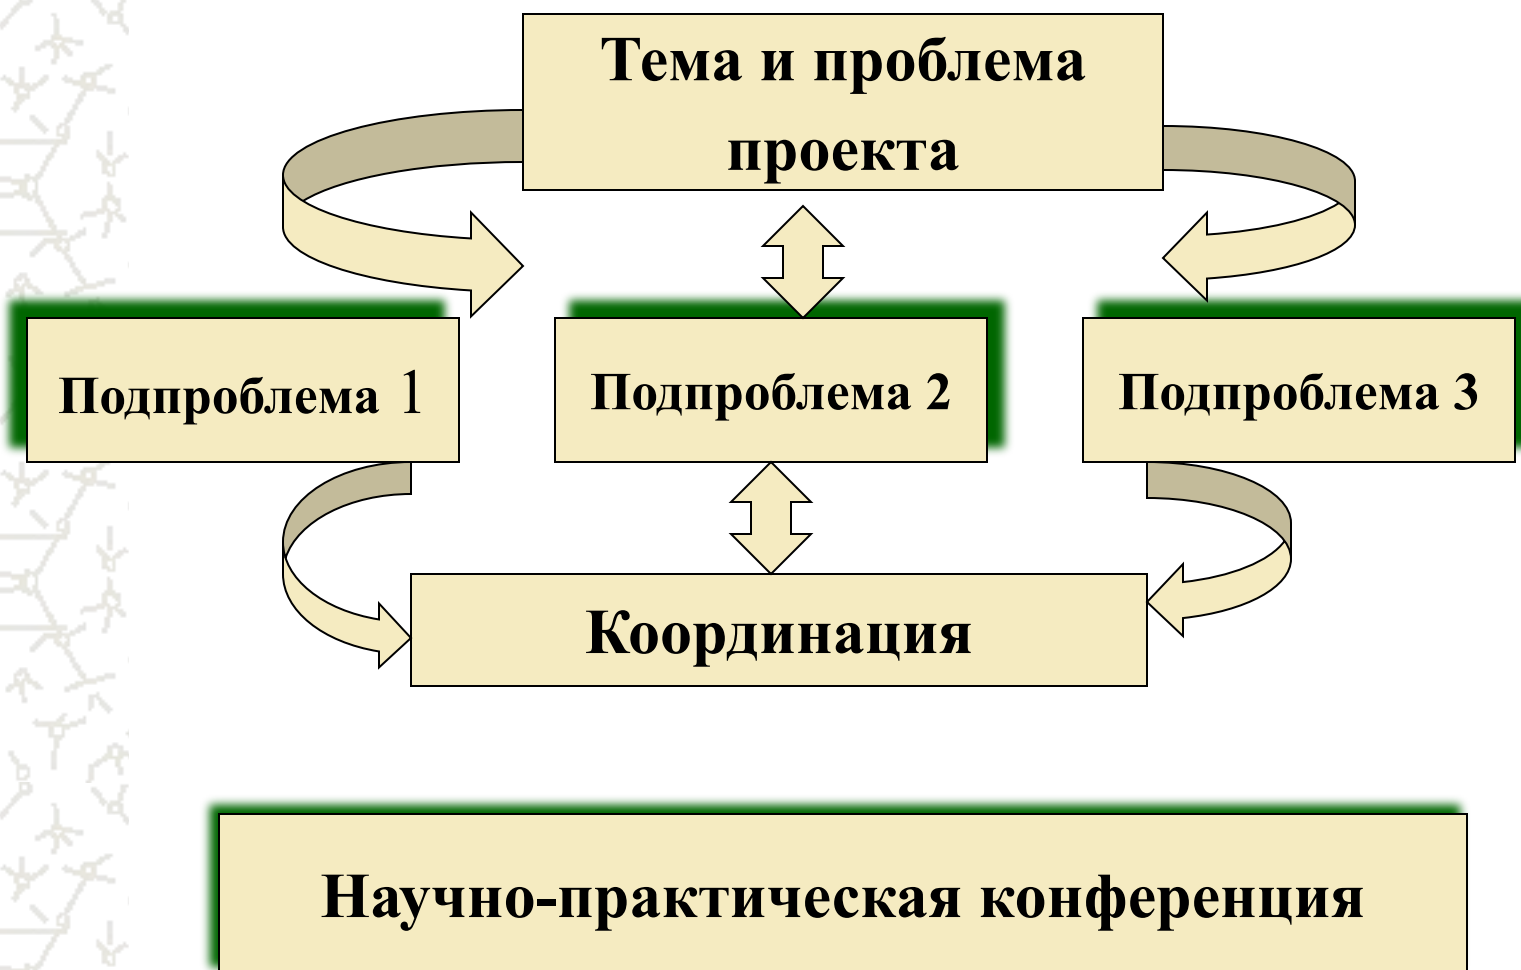 Тема и проблема
проекта
Подпроблема 1
Подпроблема 2
Подпроблема 3
Координация
Научно-практическая конференция